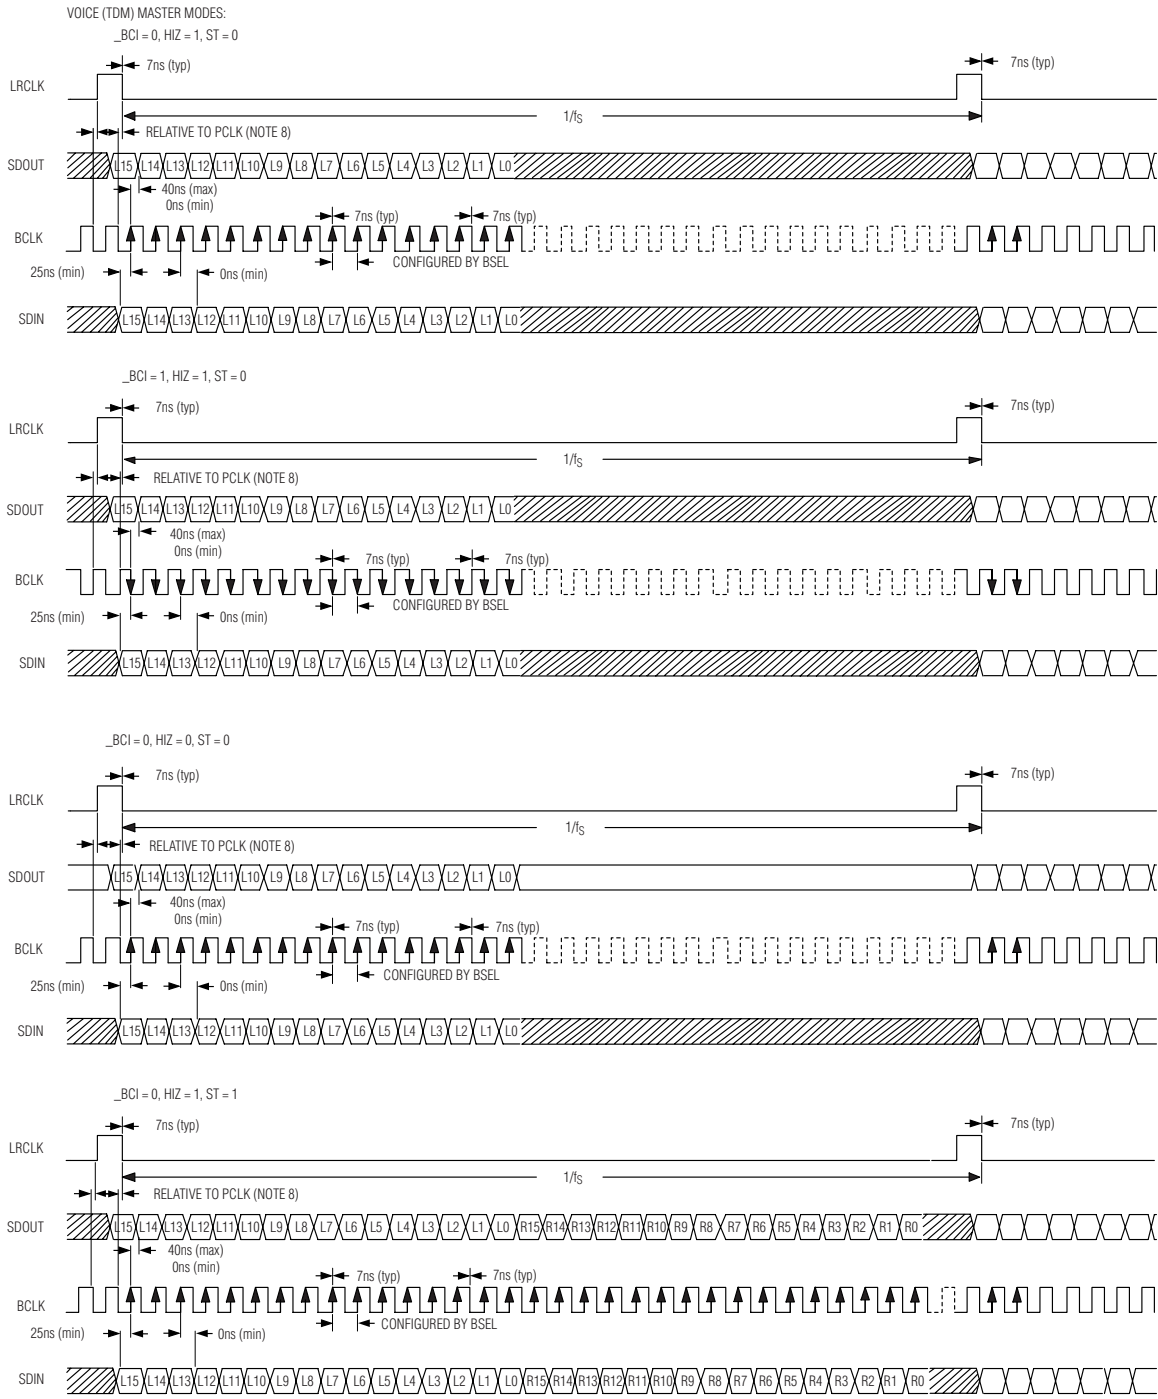 VOICE (TDM) MASTER MODES:
_BCI = 0, HIZ = 1, ST = 0
7ns (typ) 7ns (typ)
LRCLK
1/fS
RELATIVE TO PCLK (NOTE 8)
SDOUT L15 L14 L13 L12 L11 L10 L9 L8 L7 L6 L5 L4 L3 L2 L1 L0
40ns (max)
0ns (min)
7ns (typ) 7ns (typ)
BCLK
CONFIGURED BY BSEL
25ns (min) 0ns (min)
SDIN L15 L14 L13 L12 L11 L10 L9 L8 L7 L6 L5 L4 L3 L2 L1 L0
_BCI = 1, HIZ = 1, ST = 0
7ns (typ) 7ns (typ)
LRCLK
1/fS
RELATIVE TO PCLK (NOTE 8)
SDOUT L15 L14 L13 L12 L11 L10 L9 L8 L7 L6 L5 L4 L3 L2 L1 L0
40ns (max)
0ns (min)
7ns (typ) 7ns (typ)
BCLK
CONFIGURED BY BSEL
25ns (min) 0ns (min)
SDIN L15 L14 L13 L12 L11 L10 L9 L8 L7 L6 L5 L4 L3 L2 L1 L0
_BCI = 0, HIZ = 0, ST = 0
7ns (typ) 7ns (typ)
LRCLK
1/fS
RELATIVE TO PCLK (NOTE 8)
SDOUT L15 L14 L13 L12 L11 L10 L9 L8 L7 L6 L5 L4 L3 L2 L1 L0
40ns (max)
0ns (min)
7ns (typ) 7ns (typ)
BCLK
CONFIGURED BY BSEL
25ns (min) 0ns (min)
SDIN L15 L14 L13 L12 L11 L10 L9 L8 L7 L6 L5 L4 L3 L2 L1 L0
_BCI = 0, HIZ = 1, ST = 1
7ns (typ) 7ns (typ)
LRCLK
1/fS
RELATIVE TO PCLK (NOTE 8)
SDOUT L15 L14 L13 L12 L11 L10 L9 L8 L7 L6 L5 L4 L3 L2 L1 L0 R15 R14 R13 R12 R11 R10 R9 R8 R7 R6 R5 R4 R3 R2 R1 R0
40ns (max)
0ns (min)
7ns (typ) 7ns (typ)
BCLK
CONFIGURED BY BSEL
25ns (min) 0ns (min)
SDIN L15 L14 L13 L12 L11 L10 L9 L8 L7 L6 L5 L4 L3 L2 L1 L0 R15 R14 R13 R12 R11 R10 R9 R8 R7 R6 R5 R4 R3 R2 R1 R0